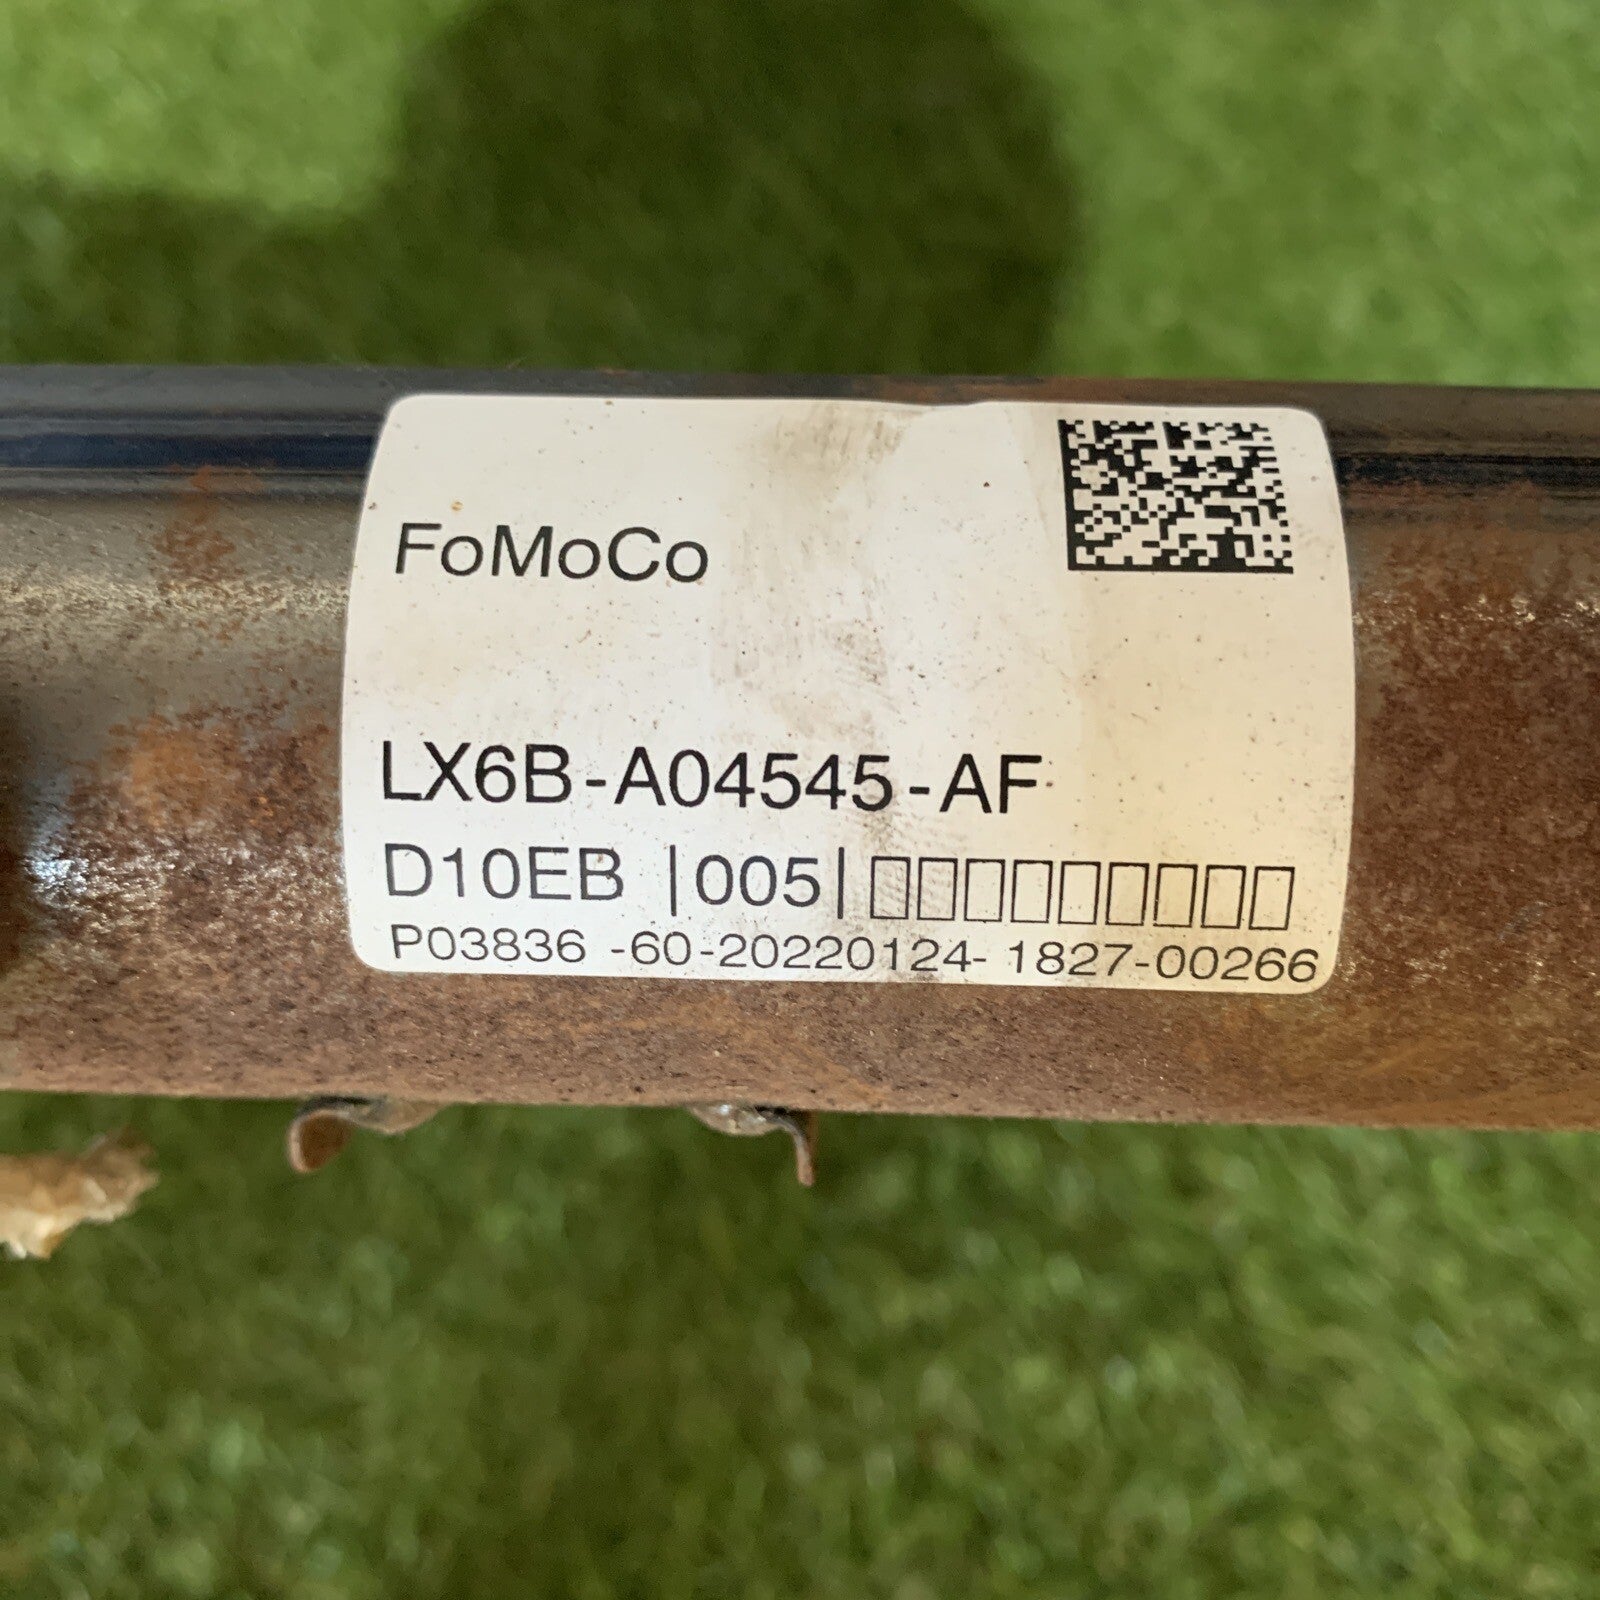 FoMoCo
LX6B-A04545-AF
D10EB |005|▯▯▯▯▯▯▯▯▯
P03836 -60-20220124- 1827-00266